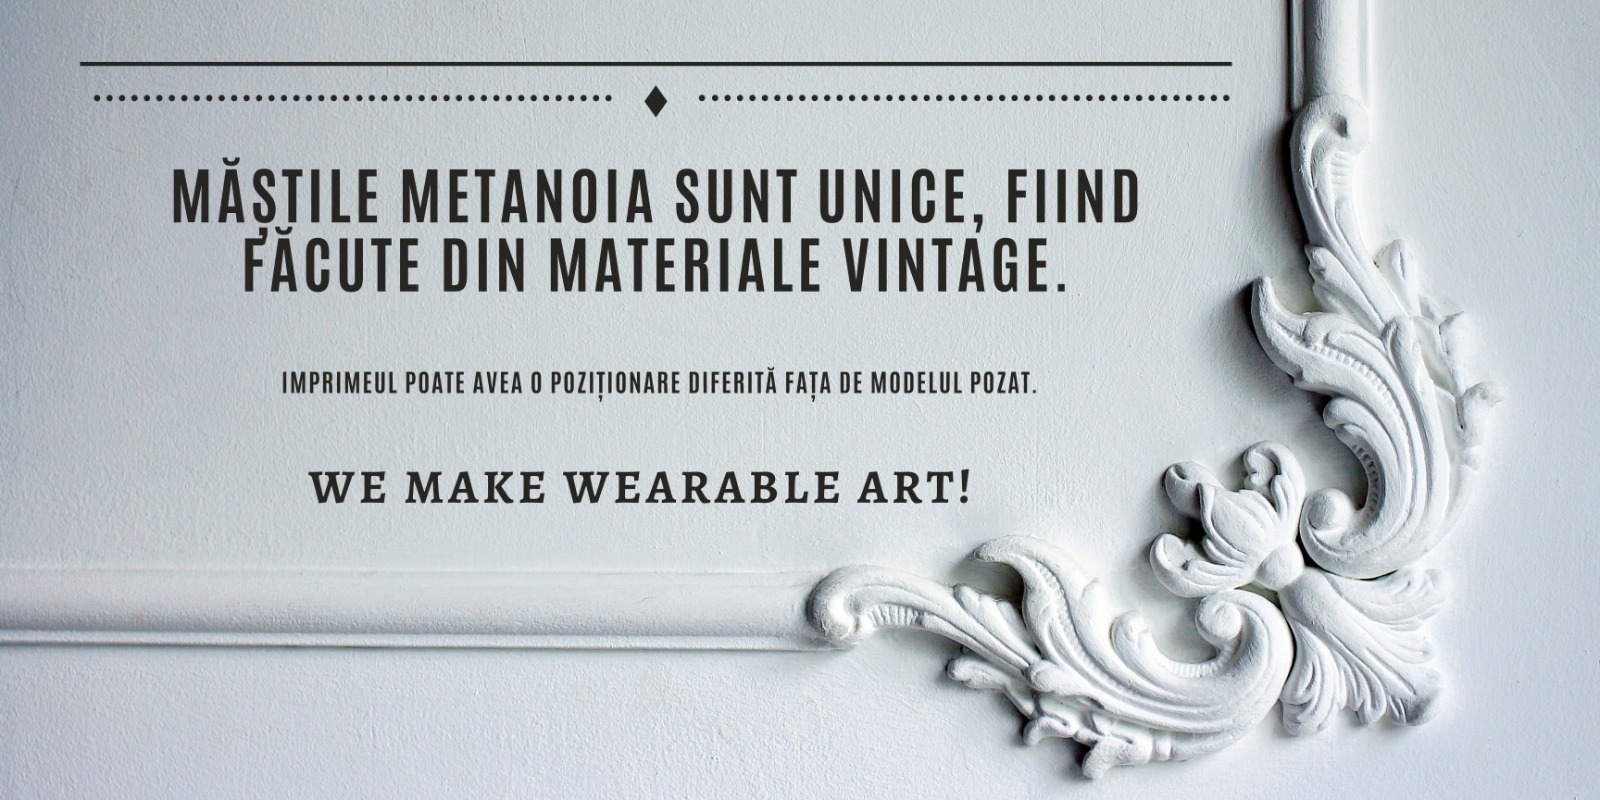 MĂȘTILE METANOIA SUNT UNICE, FIIND
FĂCUTE DIN MATERIALE VINTAGE.
IMPRIMEUL POATE AVEA O POZIȚIONARE DIFERITĂ FAȚA DE MODELUL POZAT.
WE MAKE WEARABLE ART!